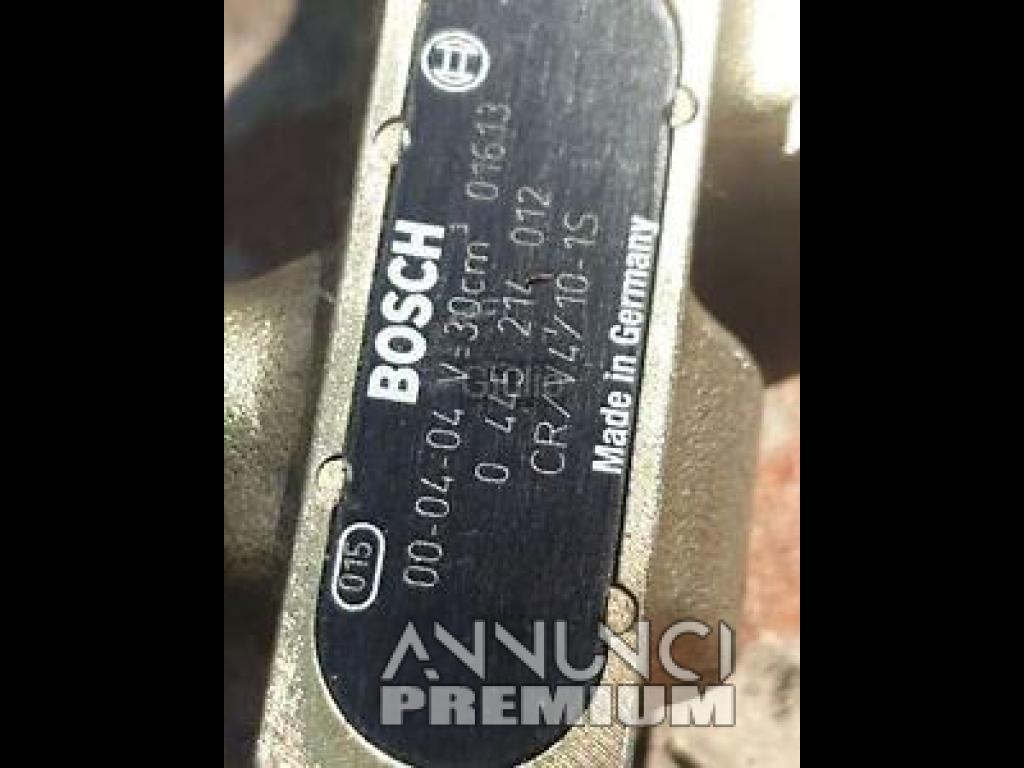 BOSCH
00-04-04 V=30cm³ 01613
0 445 214 012
CR/V4/10-1S
Made in Germany
015
ANNUNCI
PREMIUM